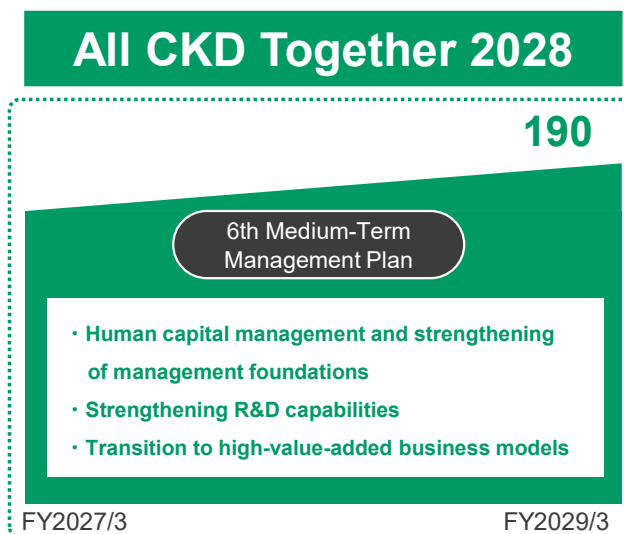 All CKD Together 2028
190
6th Medium-Term
Management Plan
・Human capital management and strengthening
of management foundations
・Strengthening R&D capabilities
・Transition to high-value-added business models
FY2027/3
FY2029/3